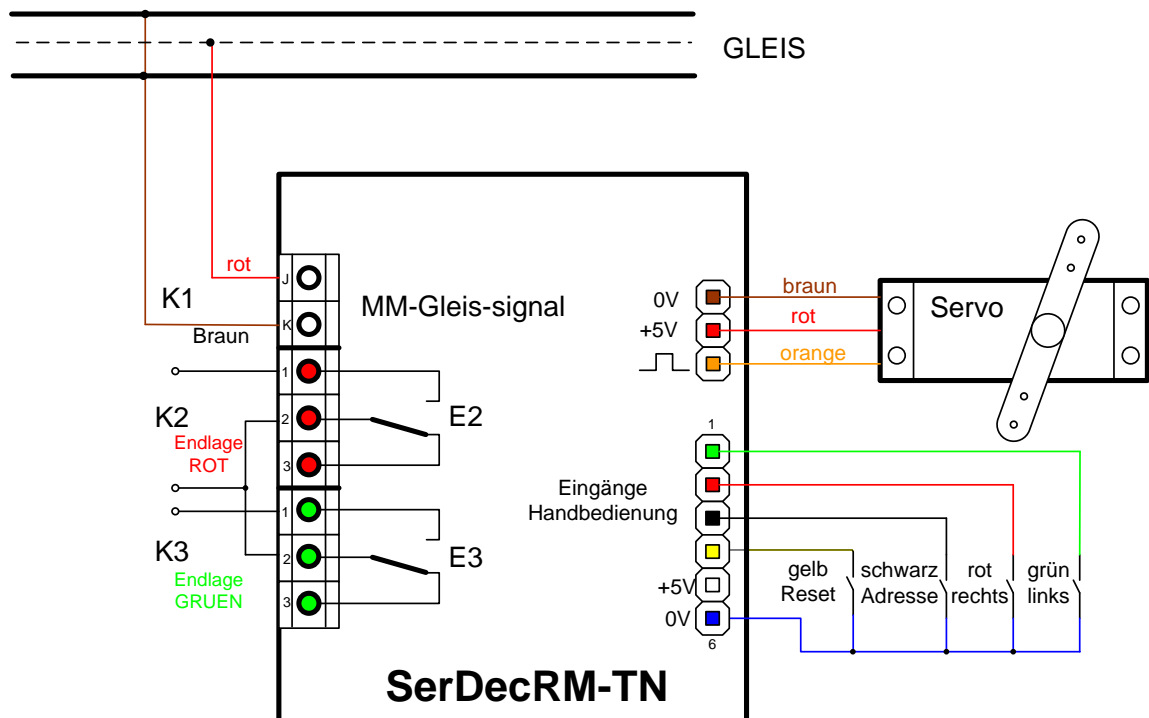 GLEIS
rot
K1
Braun
J
K
MM-Gleis-signal
0V
+5V
braun
rot
orange
Servo
1
2
3
K2
Endlage
ROT
E2
1
2
3
K3
Endlage
GRUEN
E3
1
Eingänge
Handbedienung
+5V
0V
6
gelb
Reset
schwarz
Adresse
rot
rechts
grün
links
SerDecRM-TN